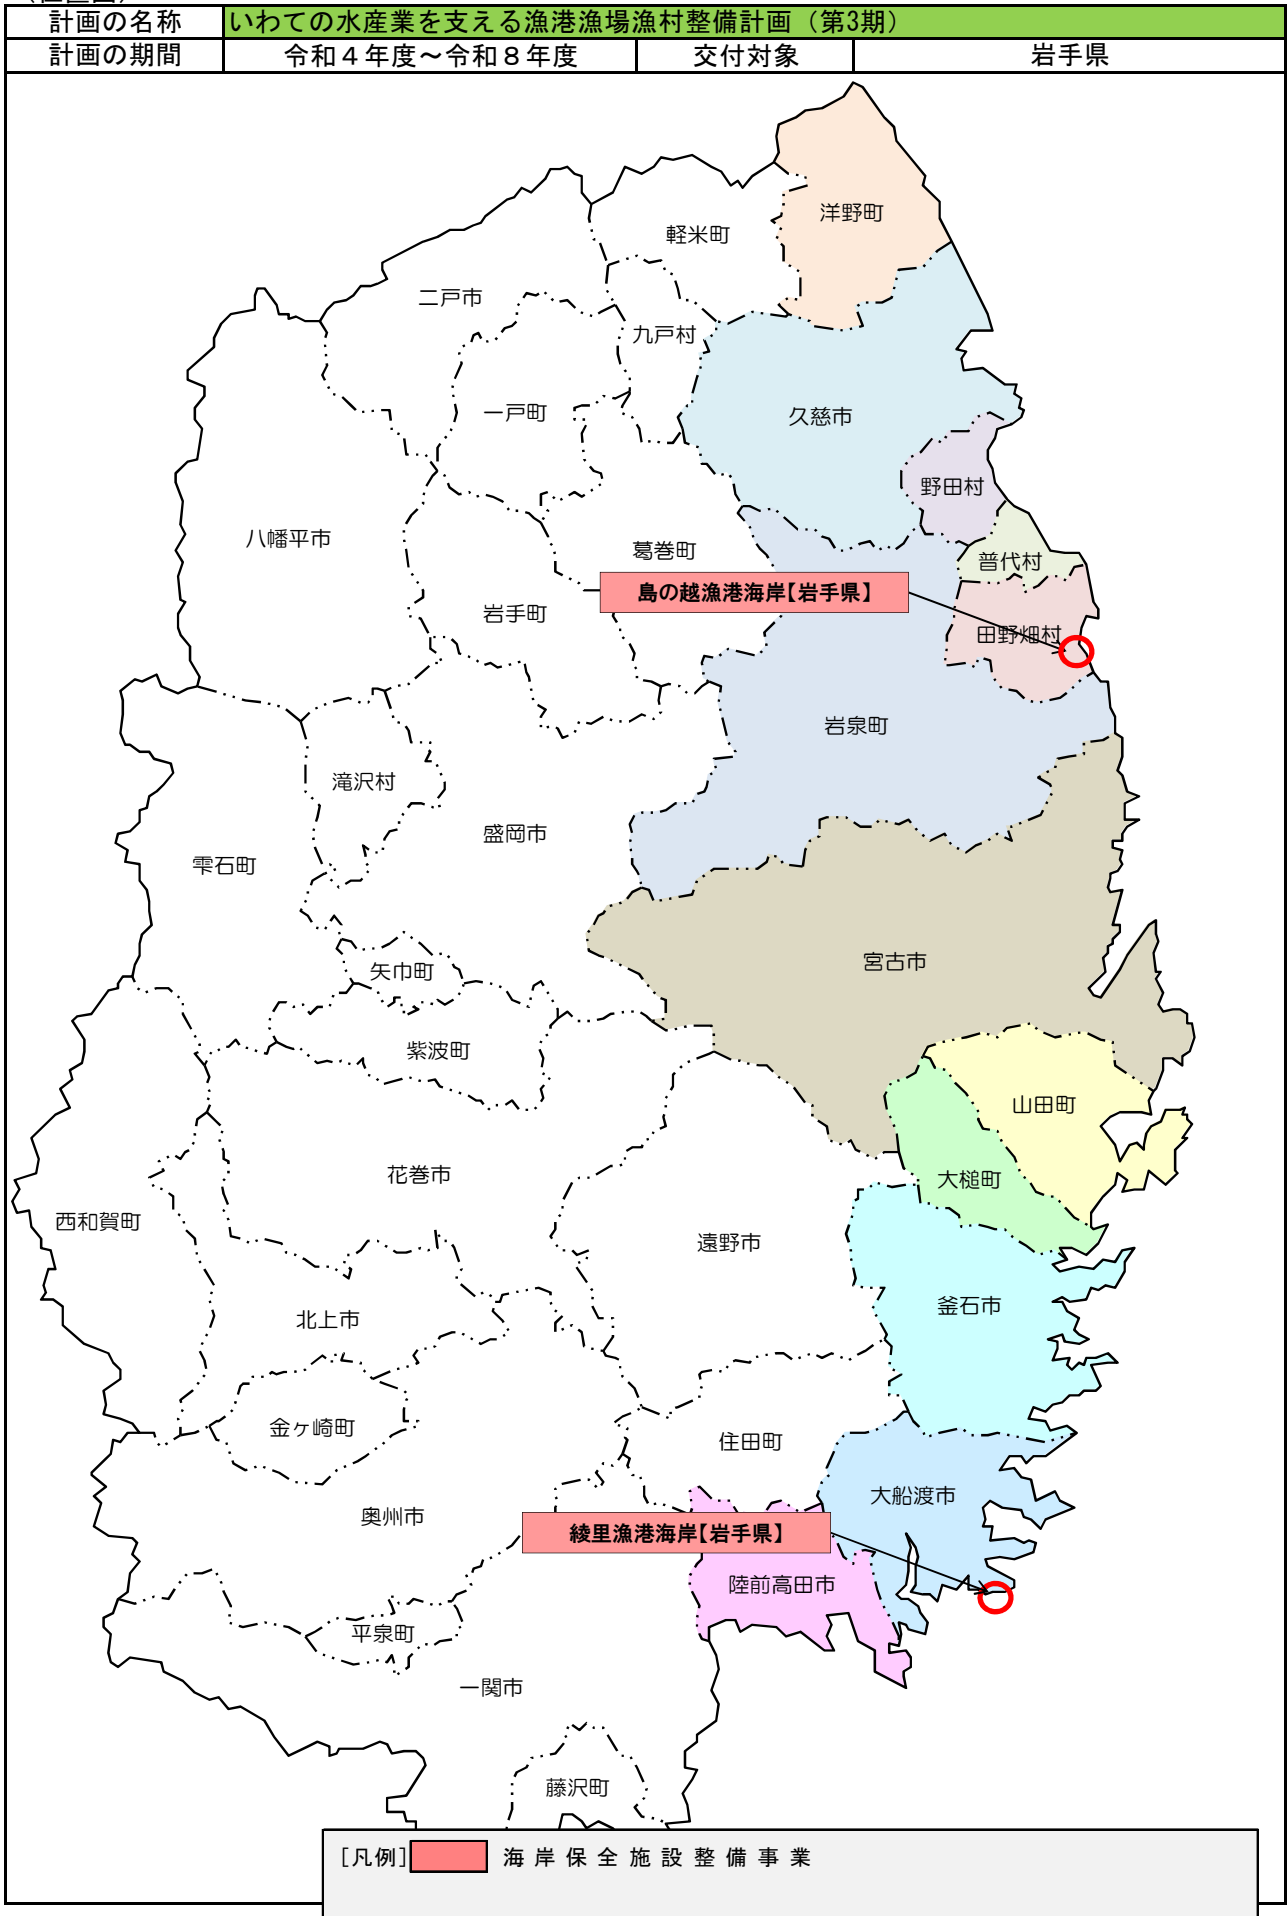 計画の名称 いわての水産業を支える漁港漁場漁村整備計画（第3期）
計画の期間 令和４年度～令和８年度 交付対象 岩手県
洋野町
軽米町
二戸市
九戸村
一戸町
久慈市
野田村
八幡平市
葛巻町
普代村
島の越漁港海岸【岩手県】
岩手町
田野畑村
岩泉町
滝沢村
盛岡市
雫石町
宮古市
矢巾町
紫波町
山田町
花巻市
大槌町
西和賀町
遠野市
釜石市
北上市
金ヶ崎町
住田町
大船渡市
奥州市
綾里漁港海岸【岩手県】
陸前高田市
平泉町
一関市
藤沢町
［凡例］ 海岸保全施設整備事業